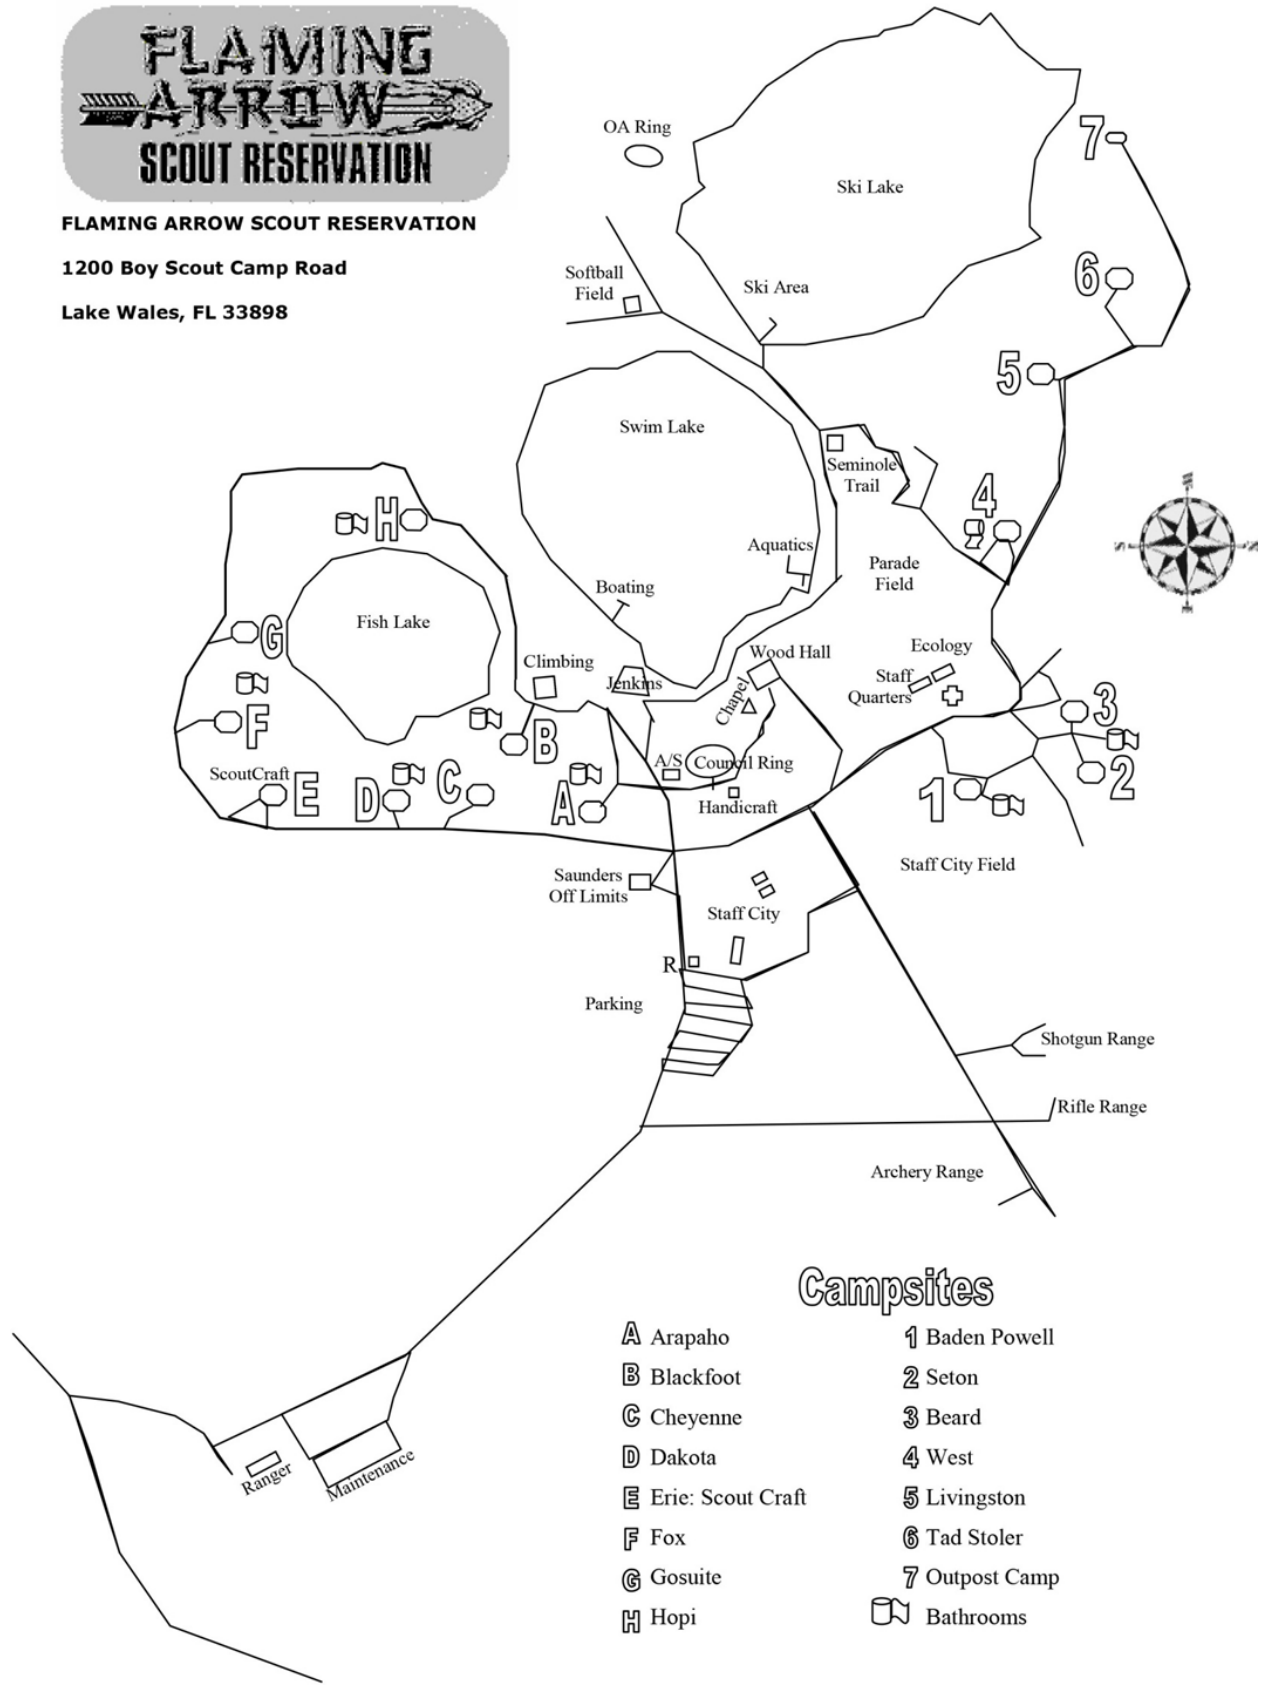 FLAMING
ARROW
SCOUT RESERVATION
FLAMING ARROW SCOUT RESERVATION
1200 Boy Scout Camp Road
Lake Wales, FL 33898
OA Ring
7
Ski Lake
6
Softball
Field
Ski Area
5
Swim Lake
Seminole
Trail
4
H
Aquatics
Parade
Field
Boating
Fish Lake
G
Ecology
Wood Hall
Climbing
Staff
Quarters
Jenkins
Chapel
3
F
B
A/S
Council Ring
ScoutCraft
E
D
C
A
Handicraft
1
2
Staff City Field
Saunders
Off Limits
Staff City
R
Parking
Shotgun Range
Rifle Range
Archery Range
Ranger
Maintenance
Campsites
A Arapaho
B Blackfoot
C Cheyenne
D Dakota
E Erie: Scout Craft
F Fox
G Gosuite
H Hopi
1 Baden Powell
2 Seton
3 Beard
4 West
5 Livingston
6 Tad Stoler
7 Outpost Camp
Bathrooms